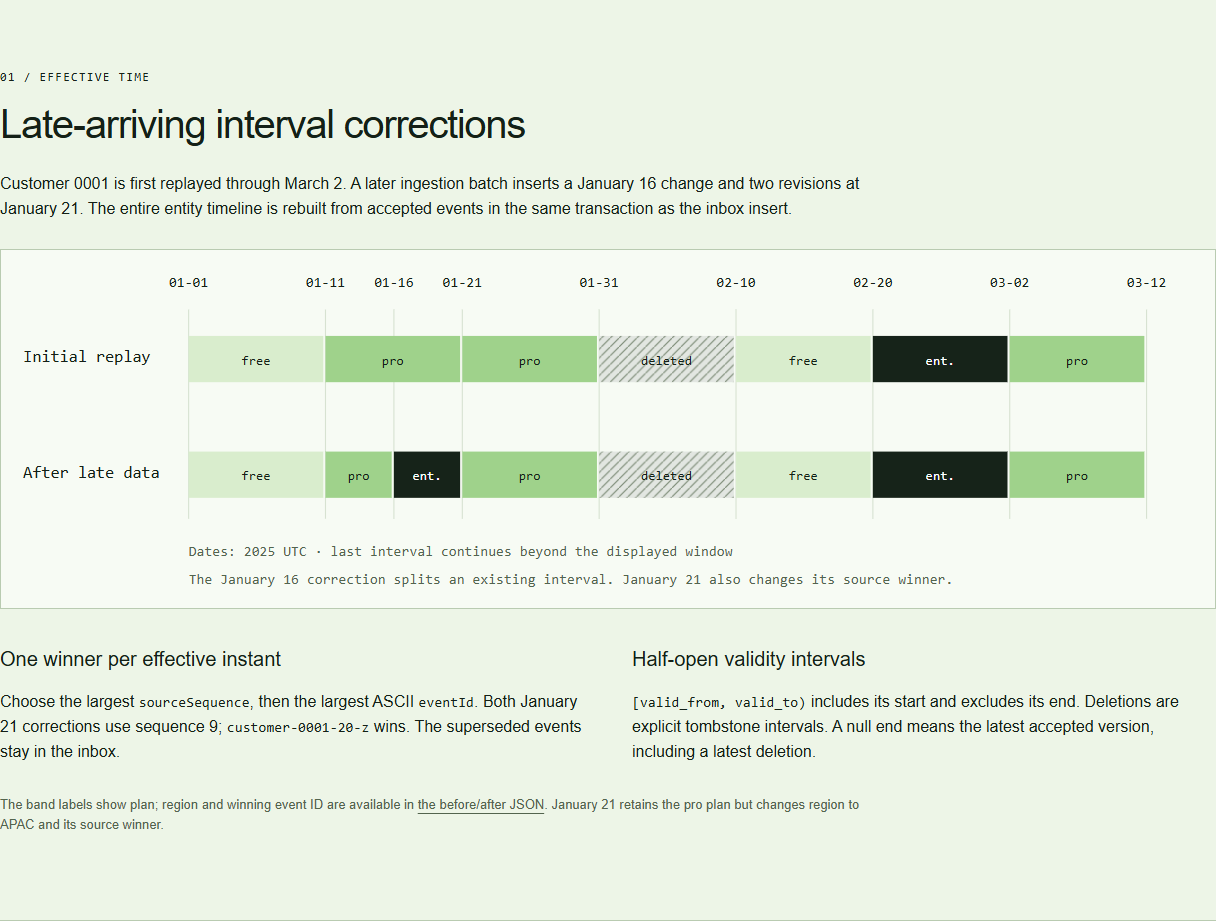 01 / EFFECTIVE TIME
Late-arriving interval corrections
Customer 0001 is first replayed through March 2. A later ingestion batch inserts a January 16 change and two revisions at
January 21. The entire entity timeline is rebuilt from accepted events in the same transaction as the inbox insert.
01-01 01-11 01-16 01-21 01-31 02-10 02-20 03-02 03-12
Initial replay free pro pro deleted free ent. pro
After late data free pro ent. pro deleted free ent. pro
Dates: 2025 UTC · last interval continues beyond the displayed window
The January 16 correction splits an existing interval. January 21 also changes its source winner.
One winner per effective instant
Choose the largest sourceSequence, then the largest ASCII eventId. Both January
21 corrections use sequence 9; customer-0001-20-z wins. The superseded events
stay in the inbox.
Half-open validity intervals
[valid_from, valid_to) includes its start and excludes its end. Deletions are
explicit tombstone intervals. A null end means the latest accepted version,
including a latest deletion.
The band labels show plan; region and winning event ID are available in the before/after JSON. January 21 retains the pro plan but changes region to
APAC and its source winner.